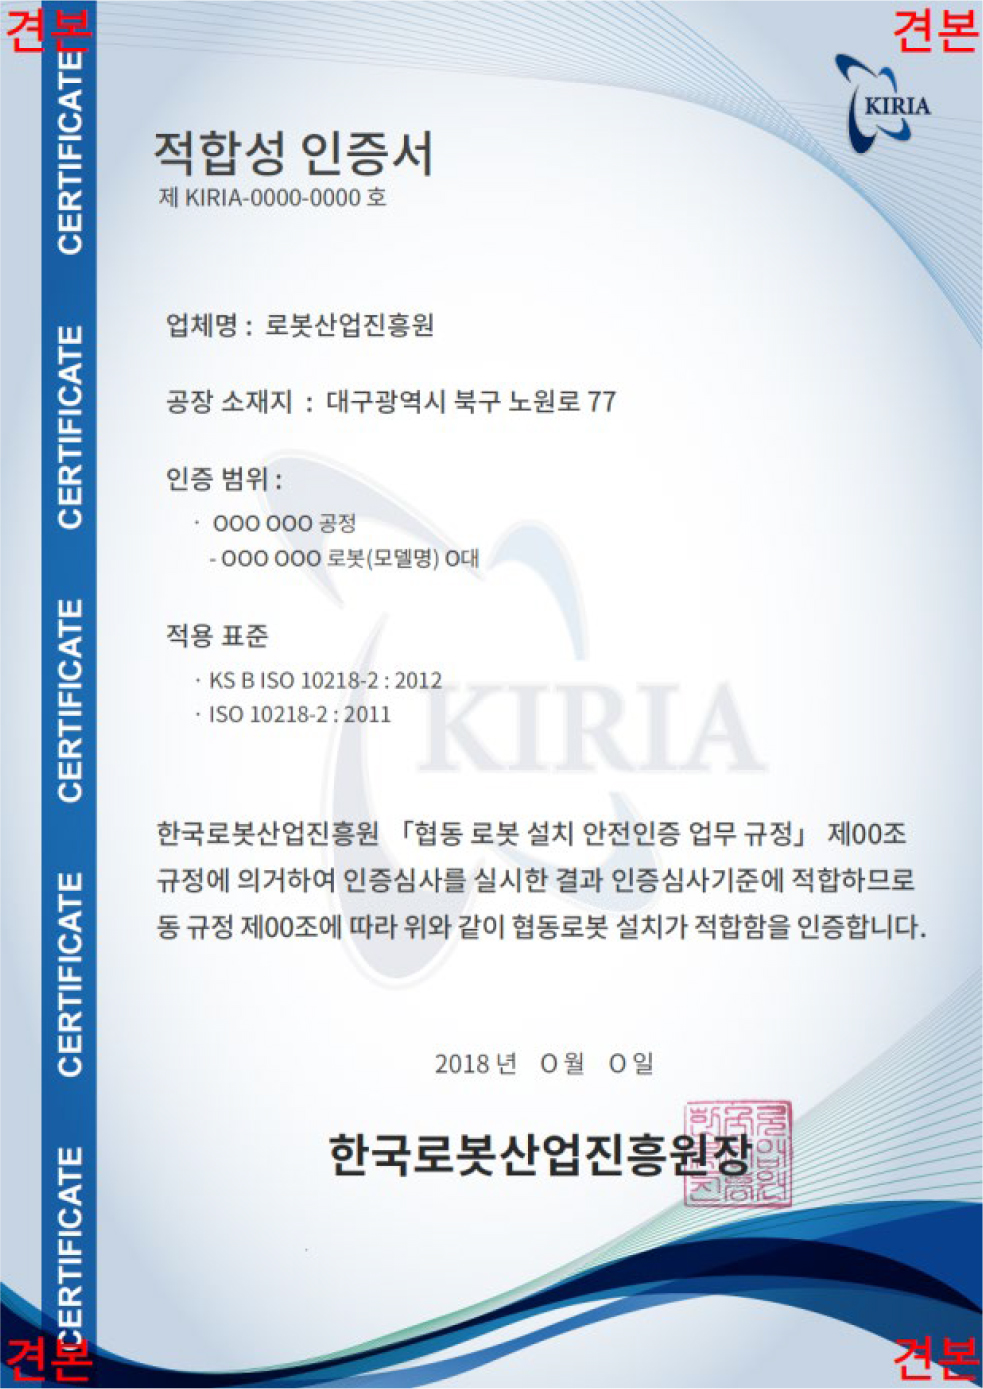 견본
견본
KIRIA
적합성 인증서
제 KIRIA-0000-0000 호
업체명 : 로봇산업진흥원
공장 소재지 : 대구광역시 북구 노원로 77
인증 범위 :
· OOO OOO 공정
- OOO OOO 로봇(모델명) O대
적용 표준
· KS B ISO 10218-2 : 2012
· ISO 10218-2 : 2011
KIRIA
한국로봇산업진흥원 「협동 로봇 설치 안전인증 업무 규정」 제00조
규정에 의거하여 인증심사를 실시한 결과 인증심사기준에 적합하므로
동 규정 제00조에 따라 위와 같이 협동로봇 설치가 적합함을 인증합니다.
2018 년 O 월 O 일
한국로봇산업진흥원장
CERTIFICATE
CERTIFICATE
CERTIFICATE
CERTIFICATE
CERTIFICATE
견본
견본